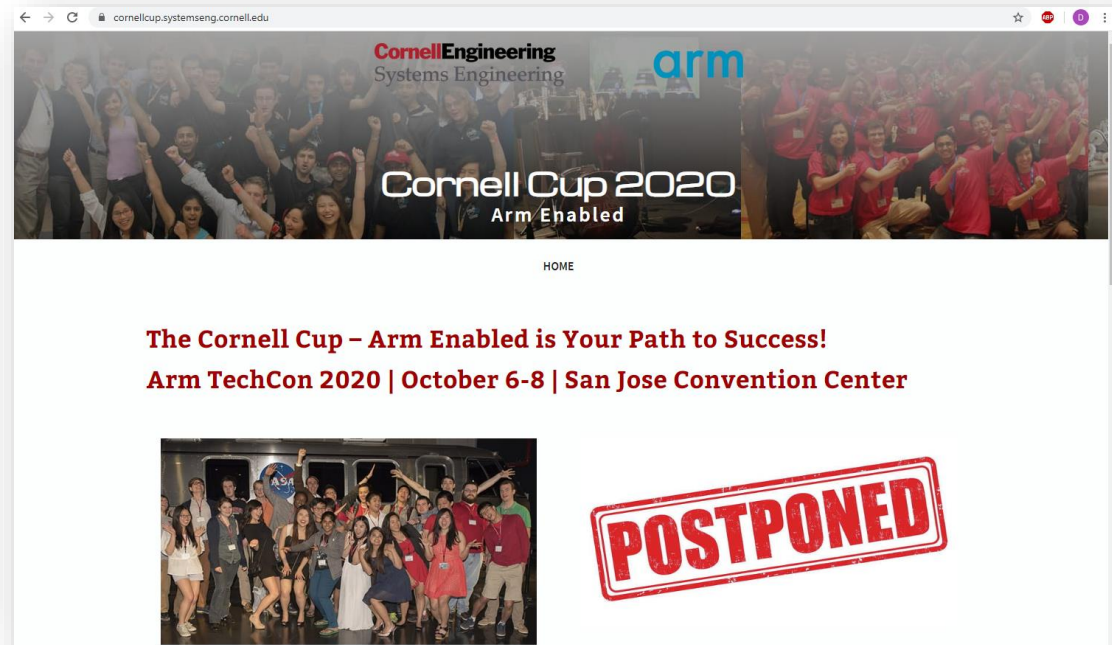 cornellcup.systemseng.cornell.edu
ABP
D
CornellEngineering
Systems Engineering
arm
Cornell Cup 2020
Arm Enabled
HOME
The Cornell Cup – Arm Enabled is Your Path to Success!
Arm TechCon 2020 | October 6-8 | San Jose Convention Center
POSTPONED